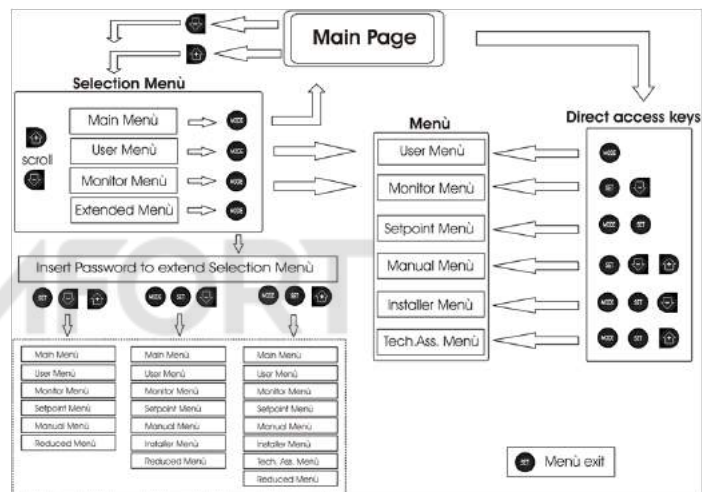 Main Page
Selection Menù
Main Menù
MODE
User Menù
MODE
Monitor Menù
MODE
Extended Menù
MODE
scroll
Insert Password to extend Selection Menù
SET
MODE SET
MODE SET
Main Menù
User Menù
Monitor Menù
Setpoint Menù
Manual Menù
Reduced Menù
Main Menù
User Menù
Monitor Menù
Setpoint Menù
Manual Menù
Installer Menù
Reduced Menù
Main Menù
User Menù
Monitor Menù
Setpoint Menù
Manual Menù
Installer Menù
Tech. Ass. Menù
Reduced Menù
Menù
User Menù
Monitor Menù
Setpoint Menù
Manual Menù
Installer Menù
Tech.Ass. Menù
Direct access keys
MODE
SET
MODE SET
SET
MODE SET
MODE SET
SET Menù exit